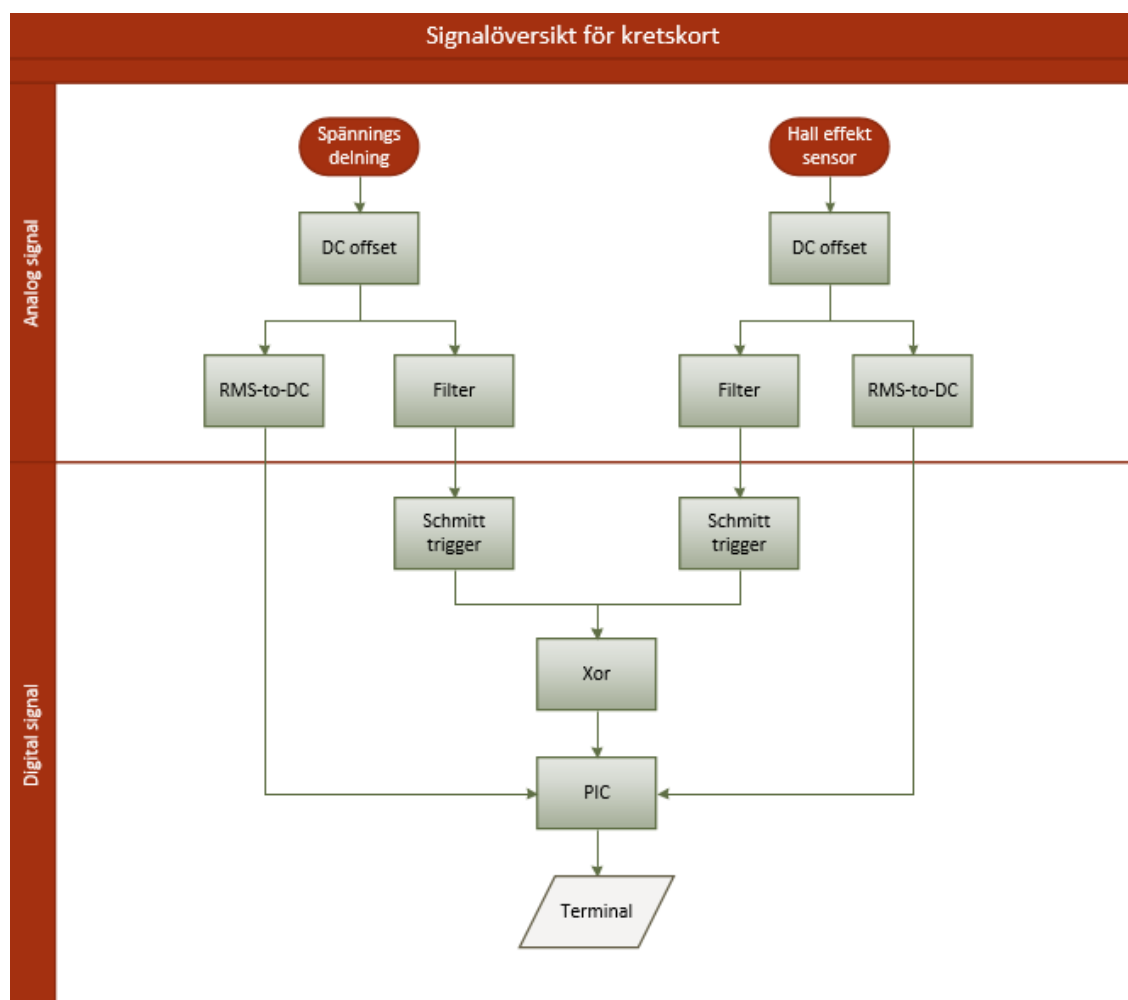 Signalöversikt för kretskort
Analog signal
Spännings
delning
Hall effekt
sensor
DC offset
DC offset
RMS-to-DC
Filter
Filter
RMS-to-DC
Digital signal
Schmitt
trigger
Schmitt
trigger
Xor
PIC
Terminal